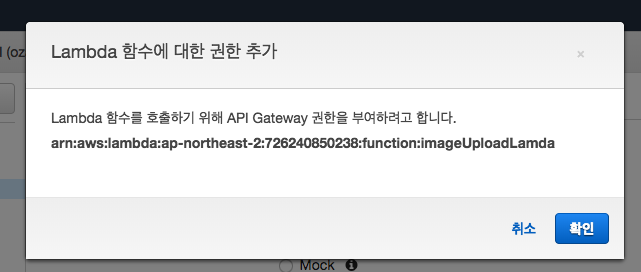 l (oz
Lambda 함수에 대한 권한 추가
×
Lambda 함수를 호출하기 위해 API Gateway 권한을 부여하려고 합니다.
arn:aws:lambda:ap-northeast-2:726240850238:function:imageUploadLamda
취소 확인
Mock